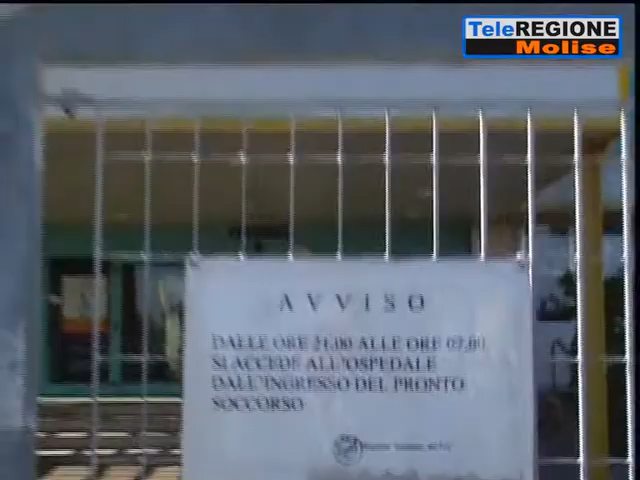 TeleREGIONE
Molise
AVVISO
DALLE ORE 21,00 ALLE ORE 07,00
SI ACCEDE ALL'OSPEDALE
DALL'INGRESSO DEL PRONTO
SOCCORSO